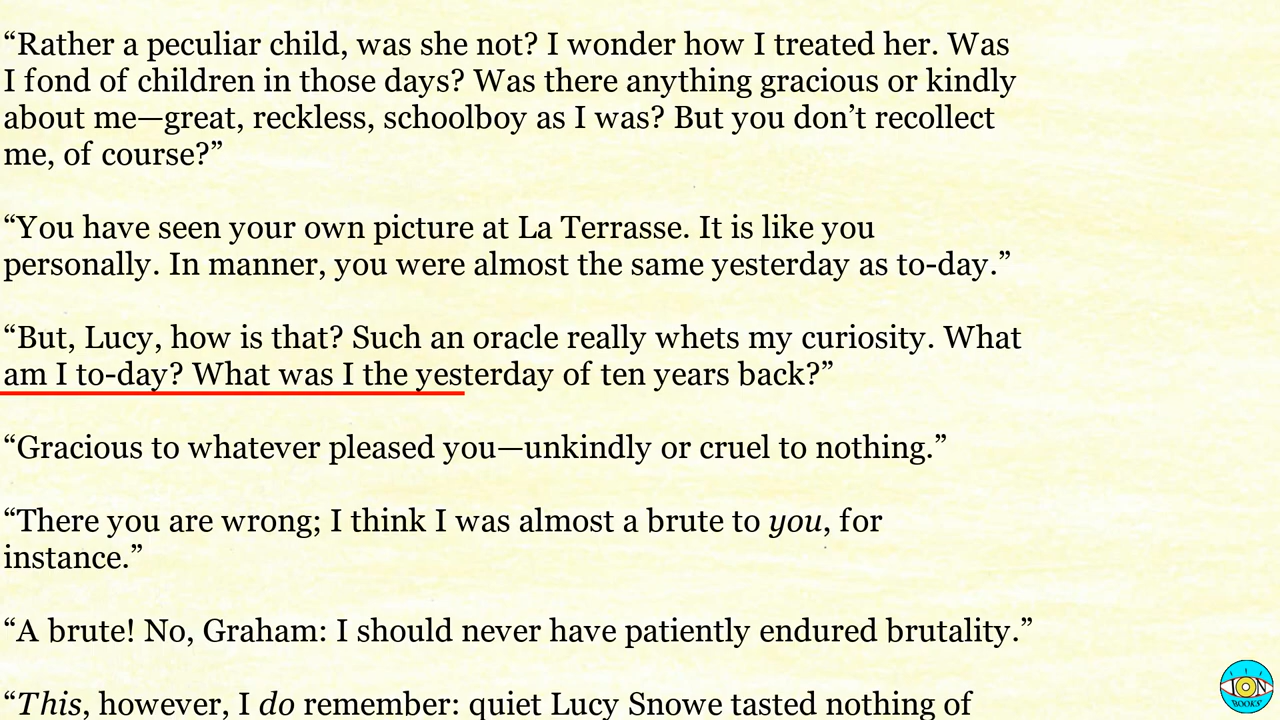 “Rather a peculiar child, was she not? I wonder how I treated her. Was
I fond of children in those days? Was there anything gracious or kindly
about me—great, reckless, schoolboy as I was? But you don’t recollect
me, of course?”
“You have seen your own picture at La Terrasse. It is like you
personally. In manner, you were almost the same yesterday as to-day.”
“But, Lucy, how is that? Such an oracle really whets my curiosity. What
am I to-day? What was I the yesterday of ten years back?”
“Gracious to whatever pleased you—unkindly or cruel to nothing.”
“There you are wrong; I think I was almost a brute to you, for
instance.”
“A brute! No, Graham: I should never have patiently endured brutality.”
“This, however, I do remember: quiet Lucy Snowe tasted nothing of
ION
BOOKS